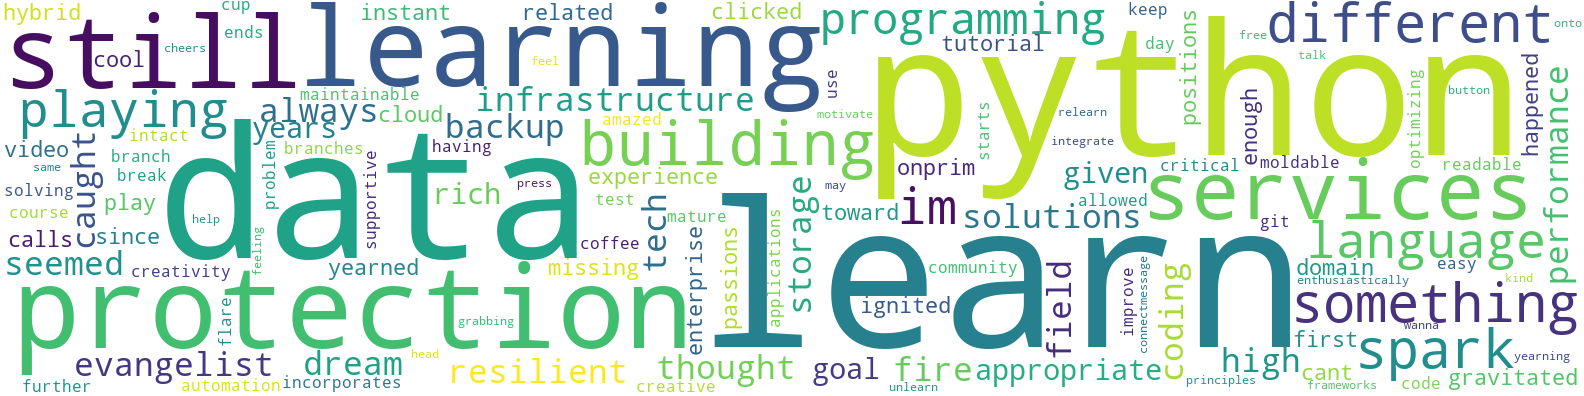 hybrid
cup
instant
related
clicked
programming
keep
different
onto
still
learning
python
cool
cheers
ends
feel
tutorial
day
free
talk
positions
happened
playing
always
maintainable
cloud
infrastructure
use
motivate
starts
relearn
button
optimizing
performance
years
backup
amazed
building
integrate
enough
intact
video
caught
branch
branches
having
data
problem
supportive
rich
press
experience
onprim
given
critical
moldable
readable
same
break
solving
play
test
may
learn
allowed
services
course
help
mature
tech
storage
toward
im
solutions
git
calls
since
feeling
coffee
applications
passions
enterprise
language
seemed
creativity
yearned
missing
community
field
improve
connectmessage
coding
domain
easy
enthusiastically
kind
protection
flare
grabbing
ignited
something
wanna
first
spark
evangelist
dream
head
resilient
thought
goal
fire
appropriate
high
cant
yearning
further
automation
incorporates
creative
unlearn
principles
frameworks
code
gravitated